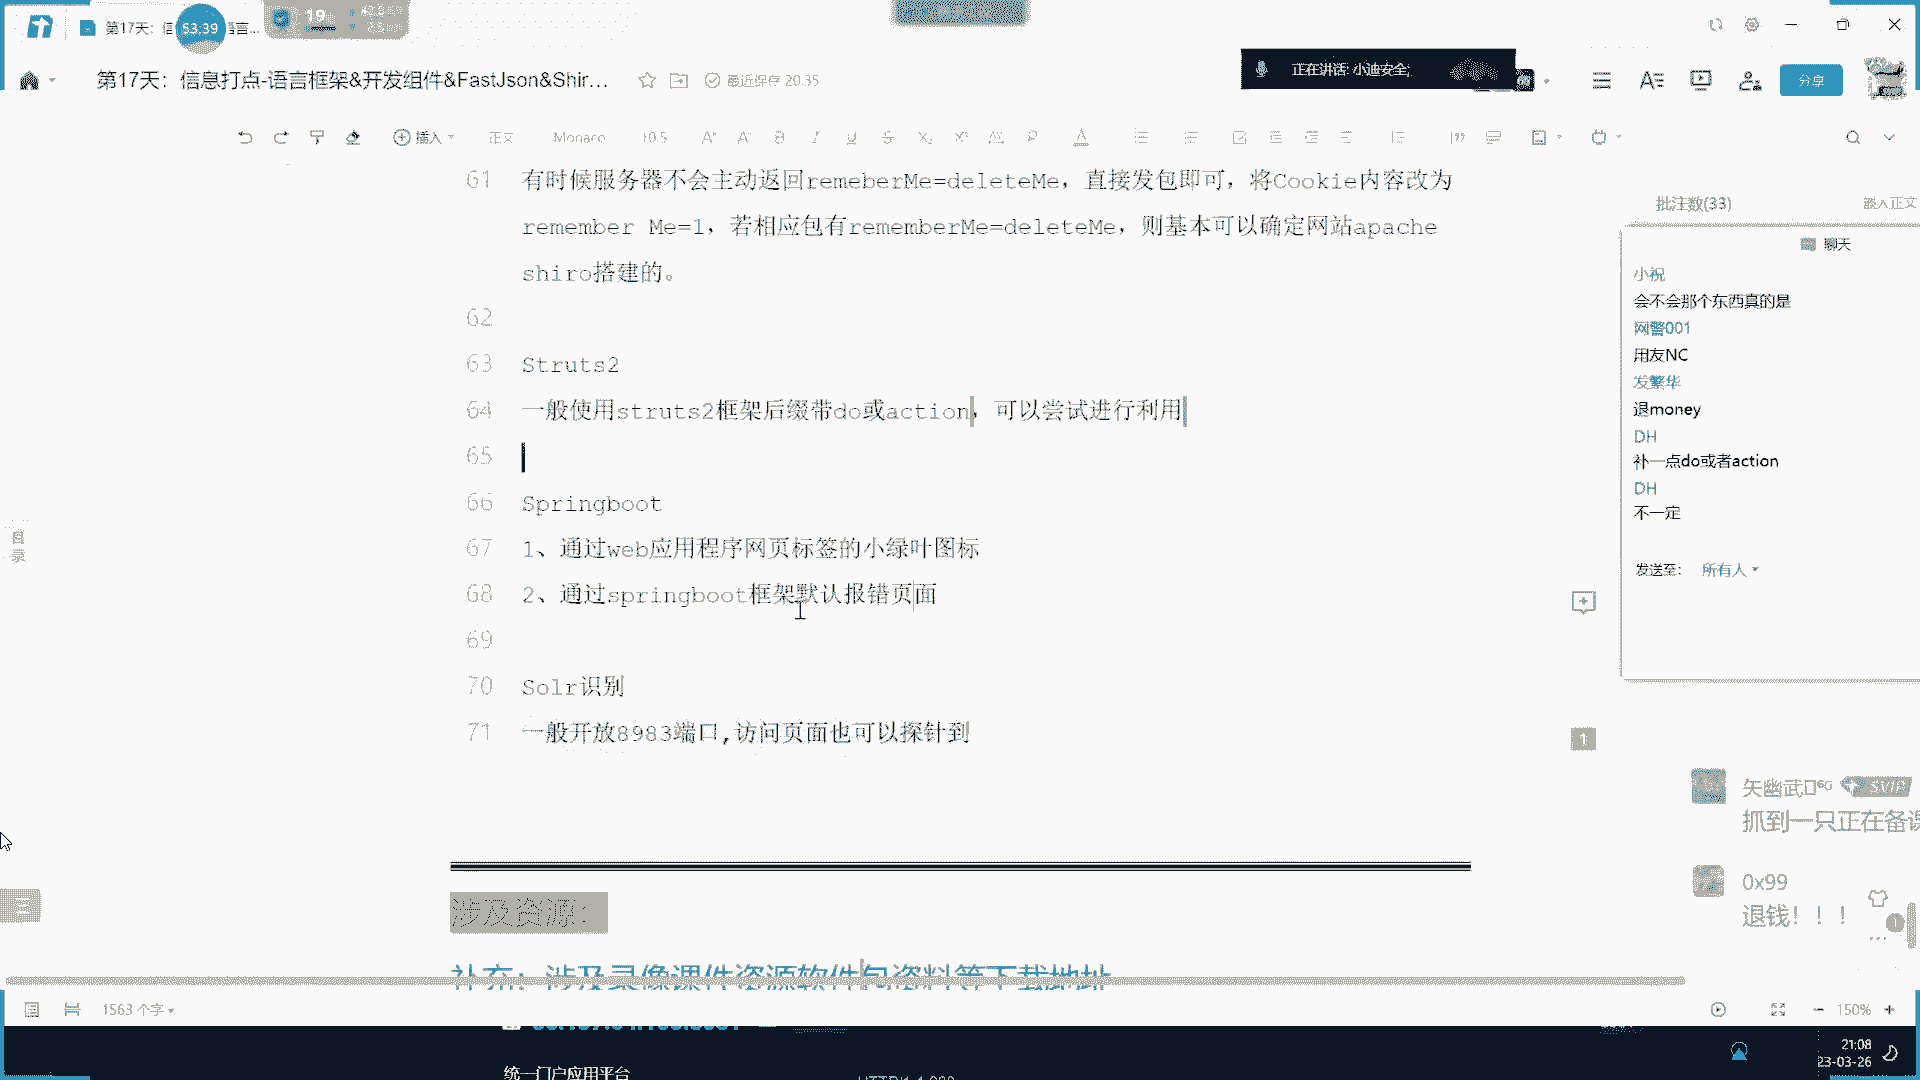 第17天：信
53:39
言...
19
第17天：信息打点-语言框架&开发组件&FastJson&Shir...
最近保存 20:35
正在讲话: 小迪安全;
分享
插入
正文
Monaco
10.5
61 有时候服务器不会主动返回remeberMe=deleteMe，直接发包即可，将Cookie内容改为
remember Me=1，若相应包有rememberMe=deleteMe，则基本可以确定网站apache
shiro搭建的。
62
63 Struts2
64 一般使用struts2框架后缀带do或action，可以尝试进行利用
65
66 Springboot
67 1、通过web应用程序网页标签的小绿叶图标
68 2、通过springboot框架默认报错页面
69
70 Solr识别
71 一般开放8983端口,访问页面也可以探针到
目录
批注数(33)
嵌入正文
聊天
小祝
会不会那个东西真的是
网警001
用友NC
发繁华
退money
DH
补一点do或者action
DH
不一定
发送至：
所有人
1
矢幽武
SVIP
抓到一只正在备课
0x99
退钱！！！
涉及资源：
补充：涉及录像课件资源软件包资料等下载地址
1563 个字
150%
统一门户应用平台
21:08
23-03-26